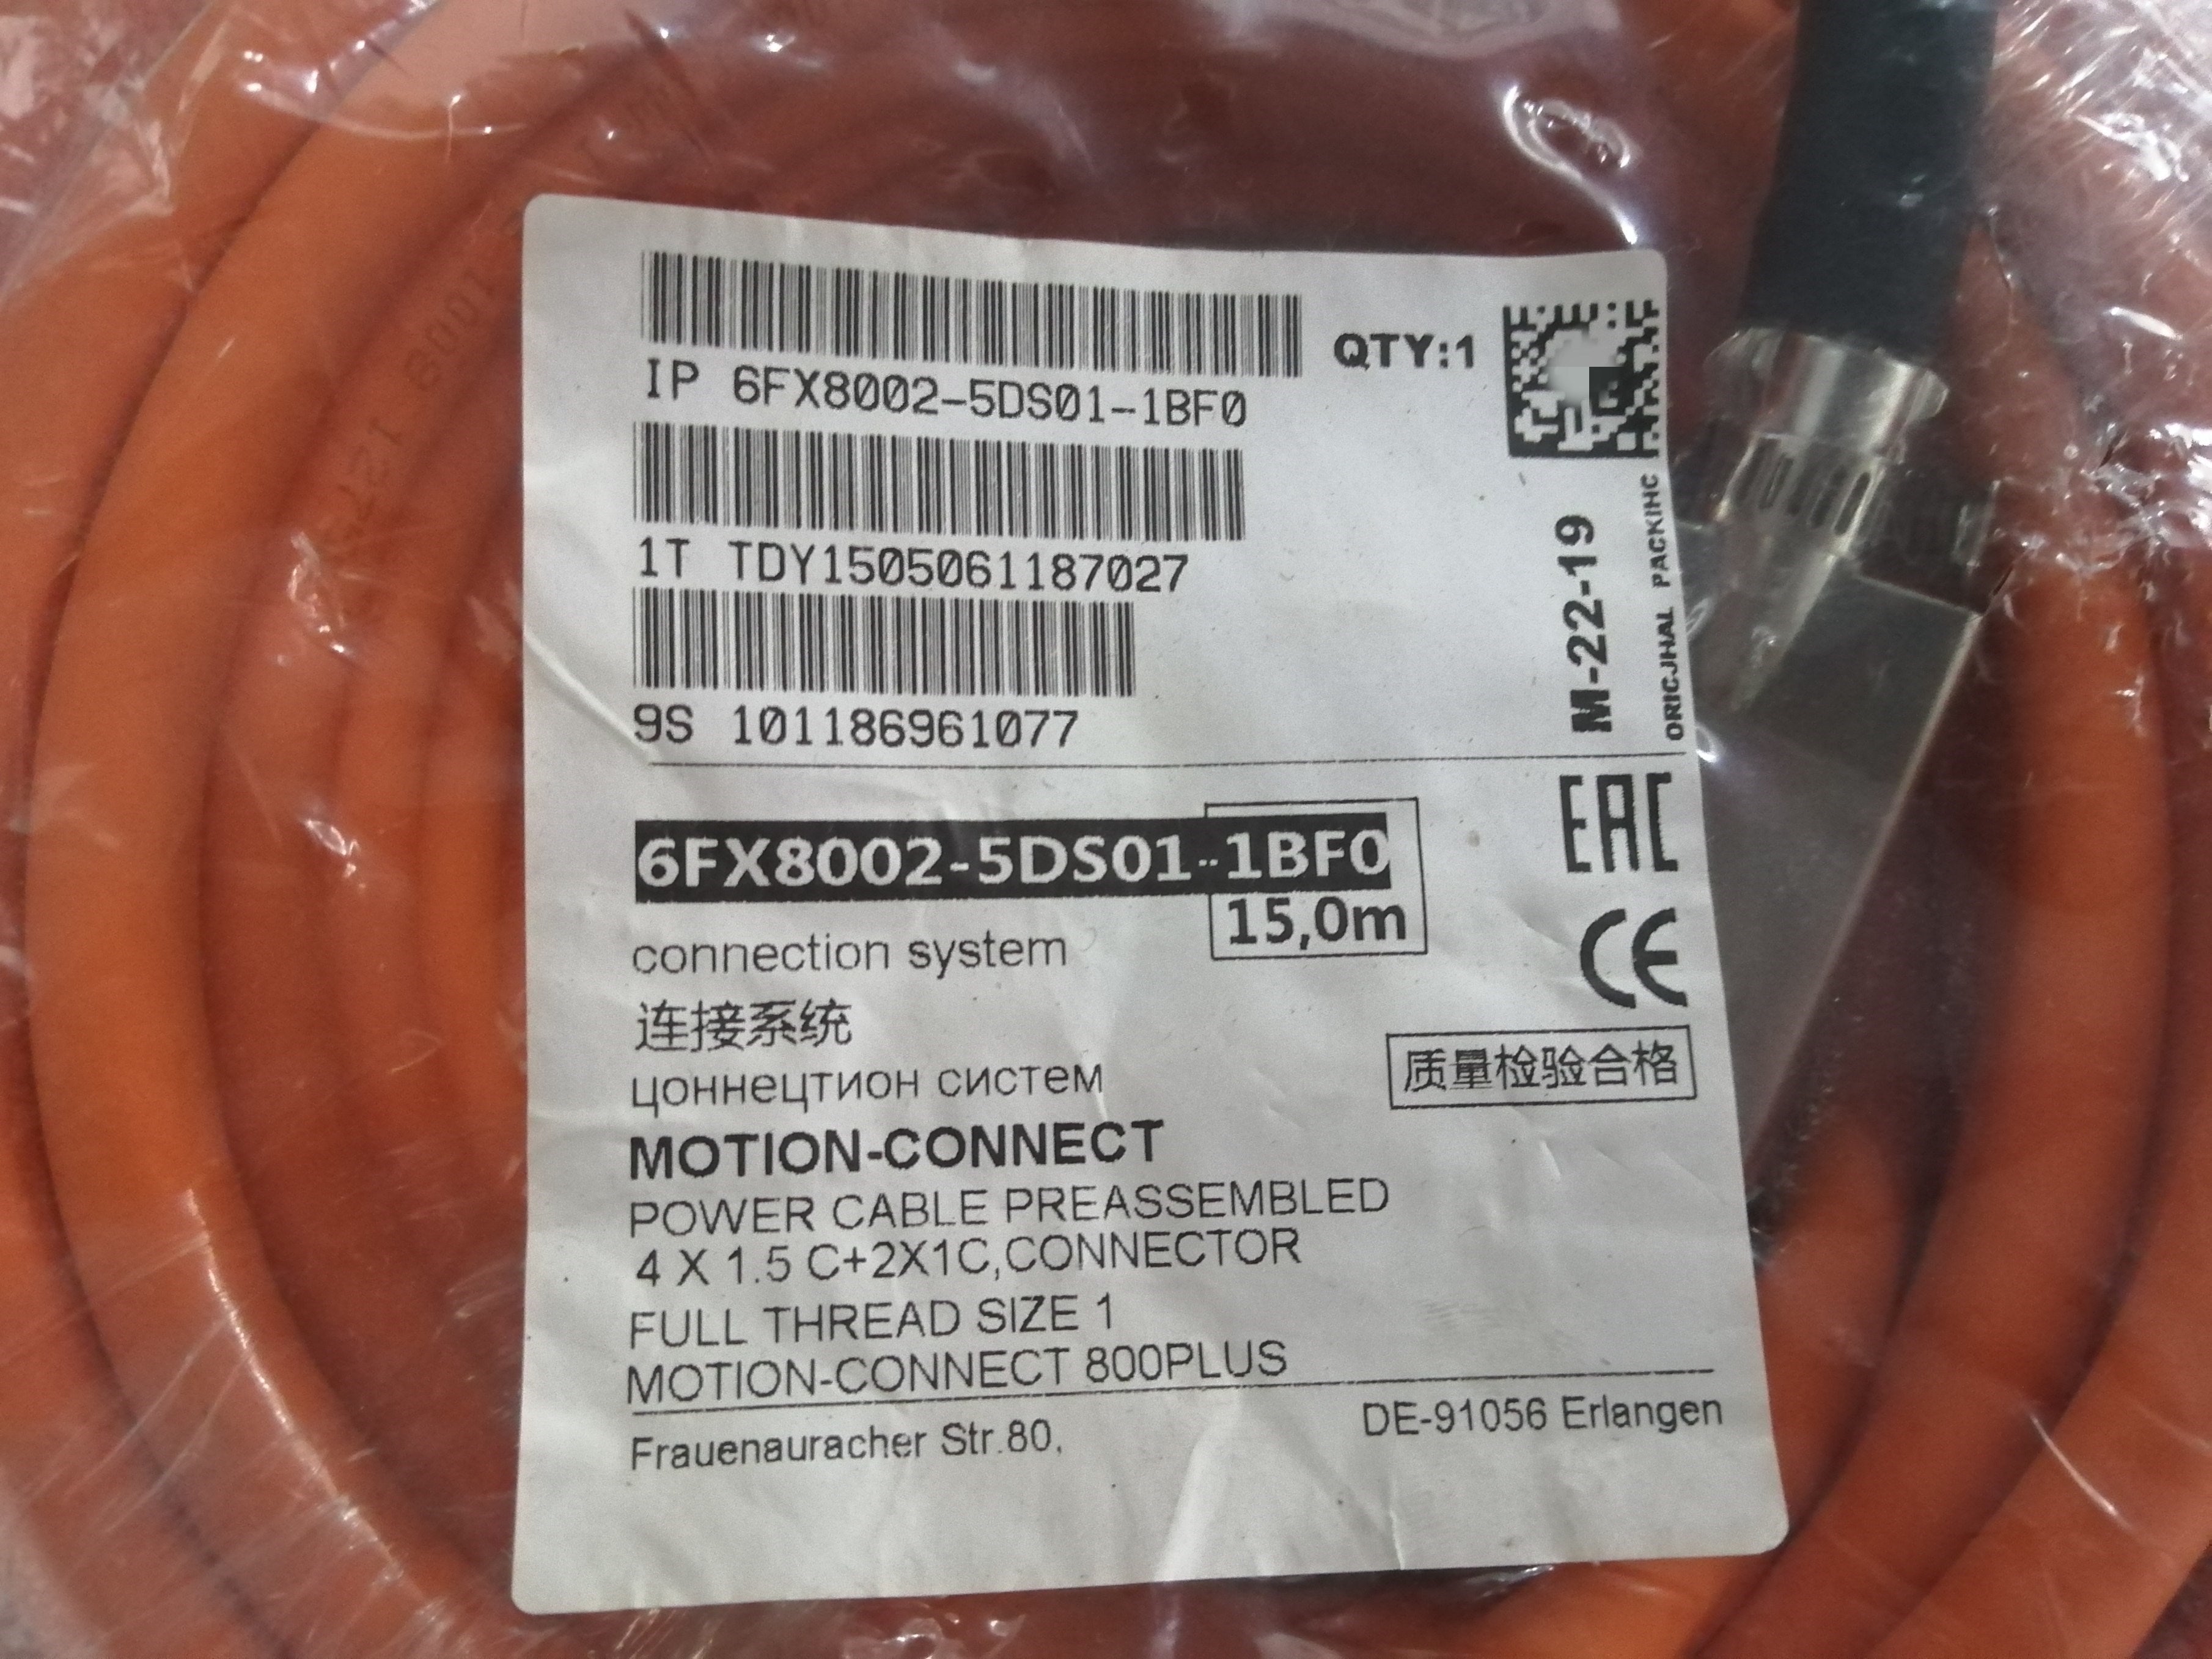 IP 6FX8002-5DS01-1BF0
QTY:1
1T TDY1505061187027
9S 101186961077
M-22-19
ORICJHAL PACKIHC
6FX8002-5DS01--1BF0
15,0m
EAC
CE
connection system
连接系统
цоннецтион систем
质量检验合格
MOTION-CONNECT
POWER CABLE PREASSEMBLED
4 X 1.5 C+2X1C,CONNECTOR
FULL THREAD SIZE 1
MOTION-CONNECT 800PLUS
Frauenauracher Str.80,
DE-91056 Erlangen